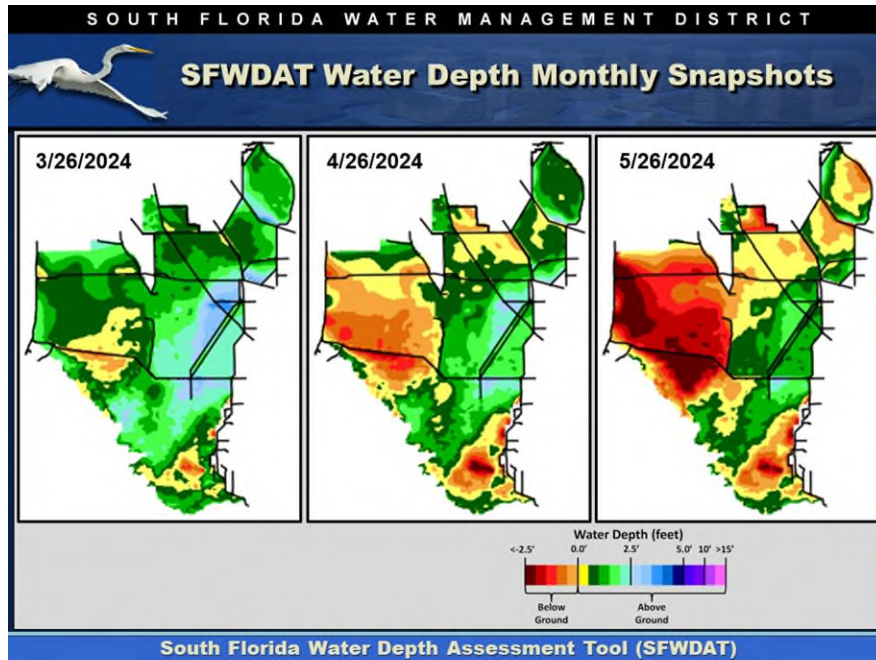 SOUTH FLORIDA WATER MANAGEMENT DISTRICT
SFWDAT Water Depth Monthly Snapshots
3/26/2024
4/26/2024
5/26/2024
Water Depth (feet)
<-2.5' 0.0' 2.5' 5.0' 10' >15'
Below Ground
Above Ground
South Florida Water Depth Assessment Tool (SFWDAT)